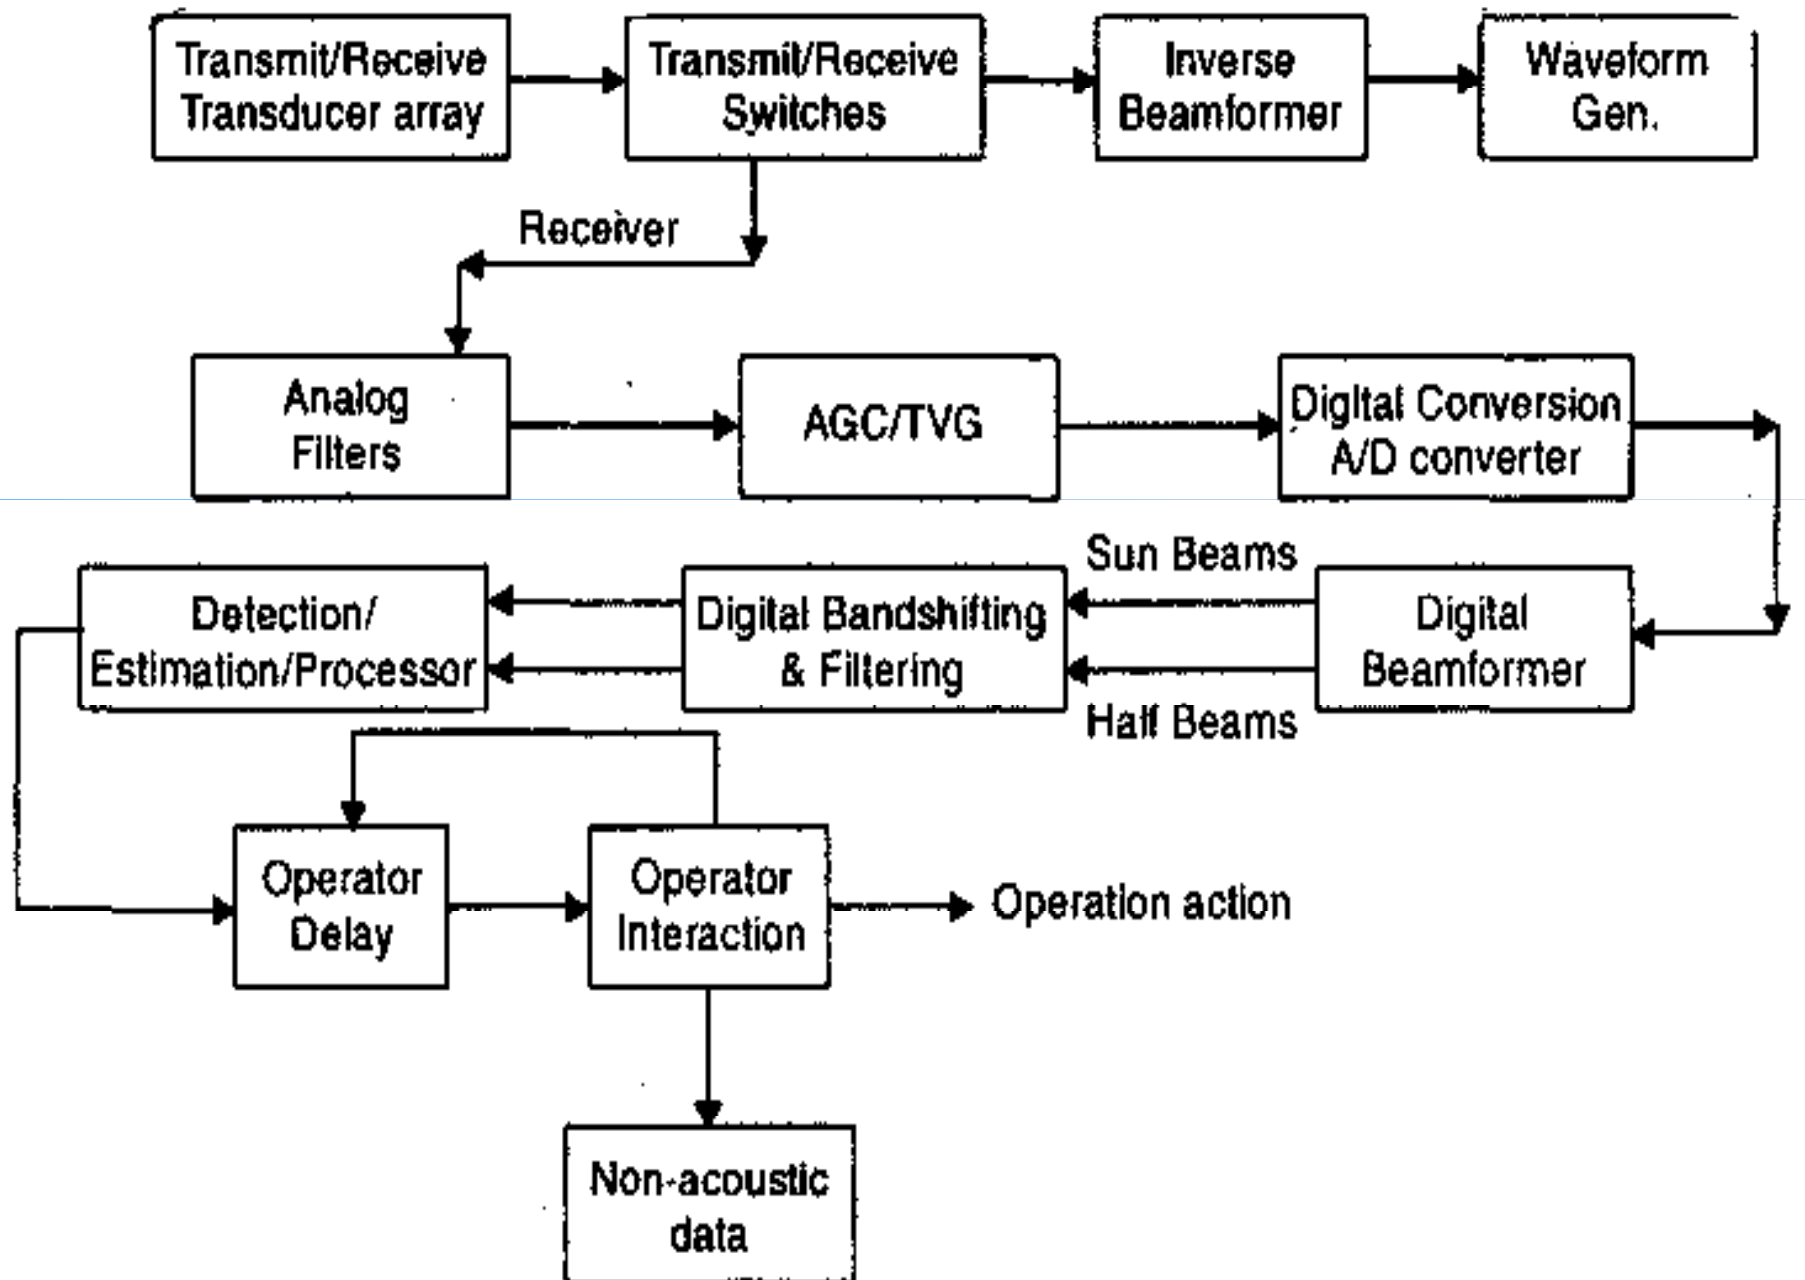 Transmit/Receive
Transducer array
Transmit/Receive
Switches
Inverse
Beamformer
Waveform
Gen.
Receiver
Analog
Filters
AGC/TVG
Digital Conversion
A/D converter
Sun Beams
Detection/
Estimation/Processor
Digital Bandshifting
& Filtering
Digital
Beamformer
Half Beams
Operator
Delay
Operator
Interaction
Operation action
Non-acoustic
data